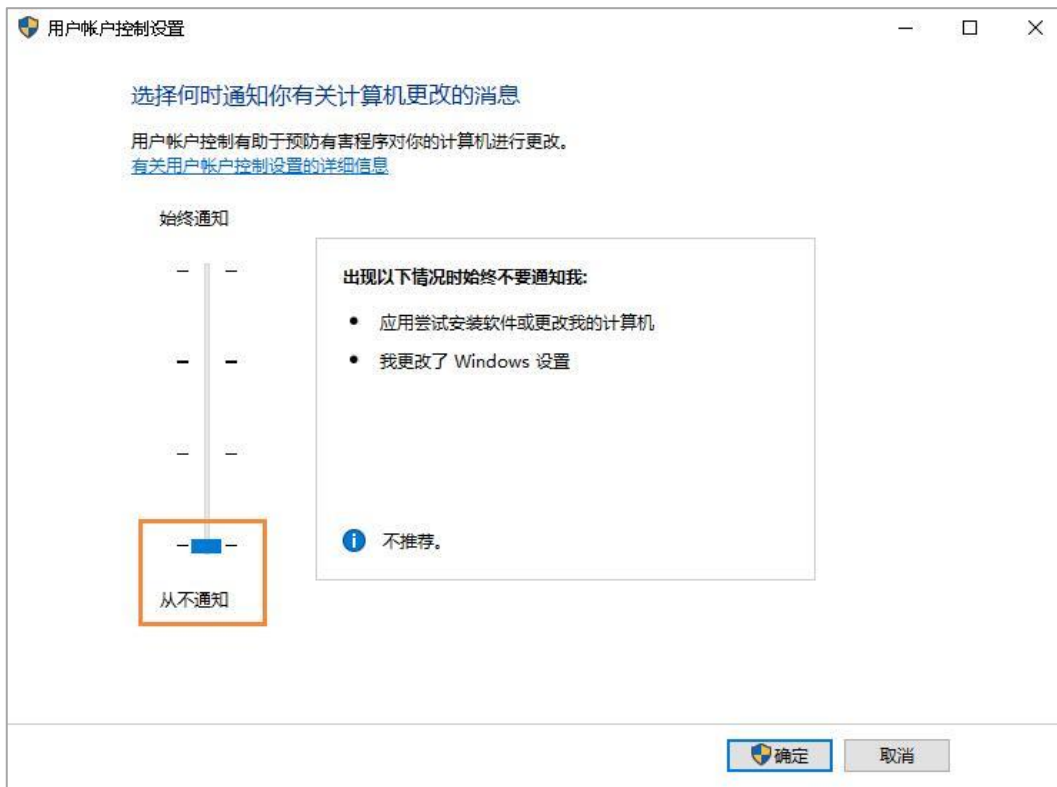 用户帐户控制设置
选择何时通知你有关计算机更改的消息
用户帐户控制有助于预防有害程序对你的计算机进行更改。
有关用户帐户控制设置的详细信息
始终通知
出现以下情况时始终不要通知我:
• 应用尝试安装软件或更改我的计算机
• 我更改了 Windows 设置
不推荐。
从不通知
确定
取消